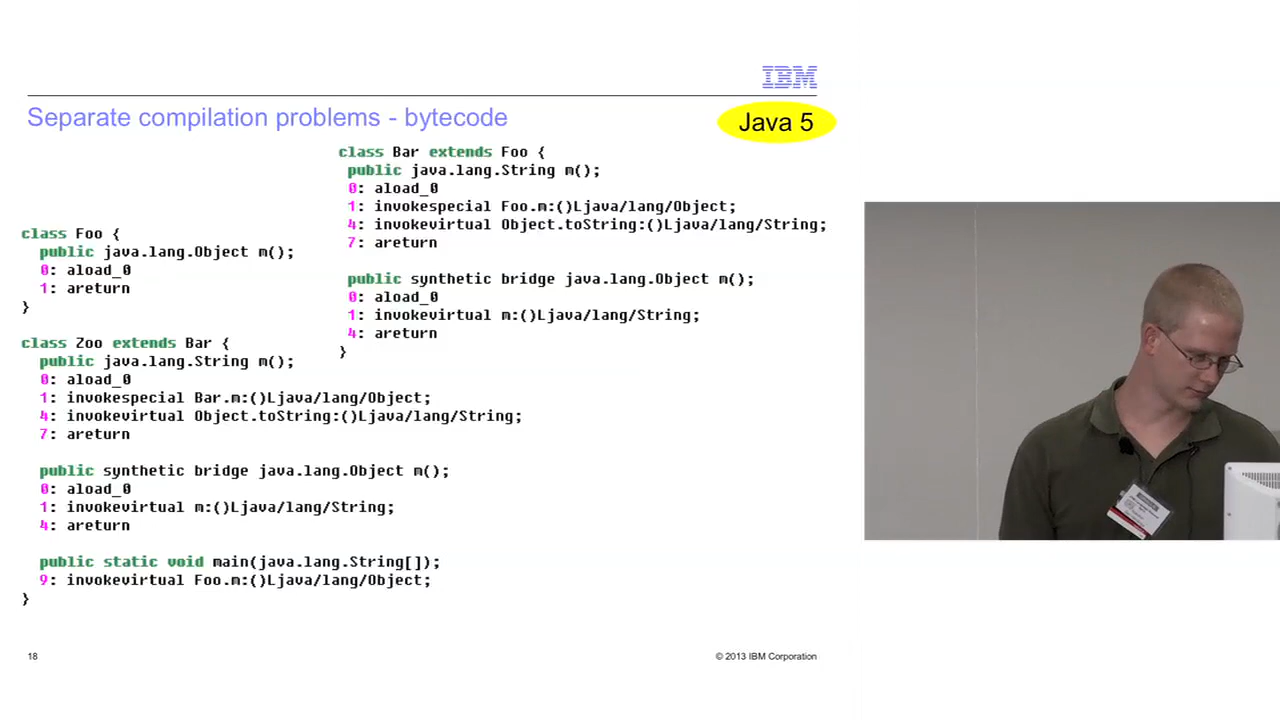 IBM
Separate compilation problems - bytecode
Java 5
class Bar extends Foo {
public java.lang.String m();
0: aload_0
1: invokespecial Foo.m:()Ljava/lang/Object;
4: invokevirtual Object.toString:()Ljava/lang/String;
7: areturn
public synthetic bridge java.lang.Object m();
0: aload_0
1: invokevirtual m:()Ljava/lang/String;
4: areturn
}
class Foo {
public java.lang.Object m();
0: aload_0
1: areturn
}
class Zoo extends Bar {
public java.lang.String m();
0: aload_0
1: invokespecial Bar.m:()Ljava/lang/Object;
4: invokevirtual Object.toString:()Ljava/lang/String;
7: areturn
public synthetic bridge java.lang.Object m();
0: aload_0
1: invokevirtual m:()Ljava/lang/String;
4: areturn
public static void main(java.lang.String[]);
9: invokevirtual Foo.m:()Ljava/lang/Object;
}
18
© 2013 IBM Corporation